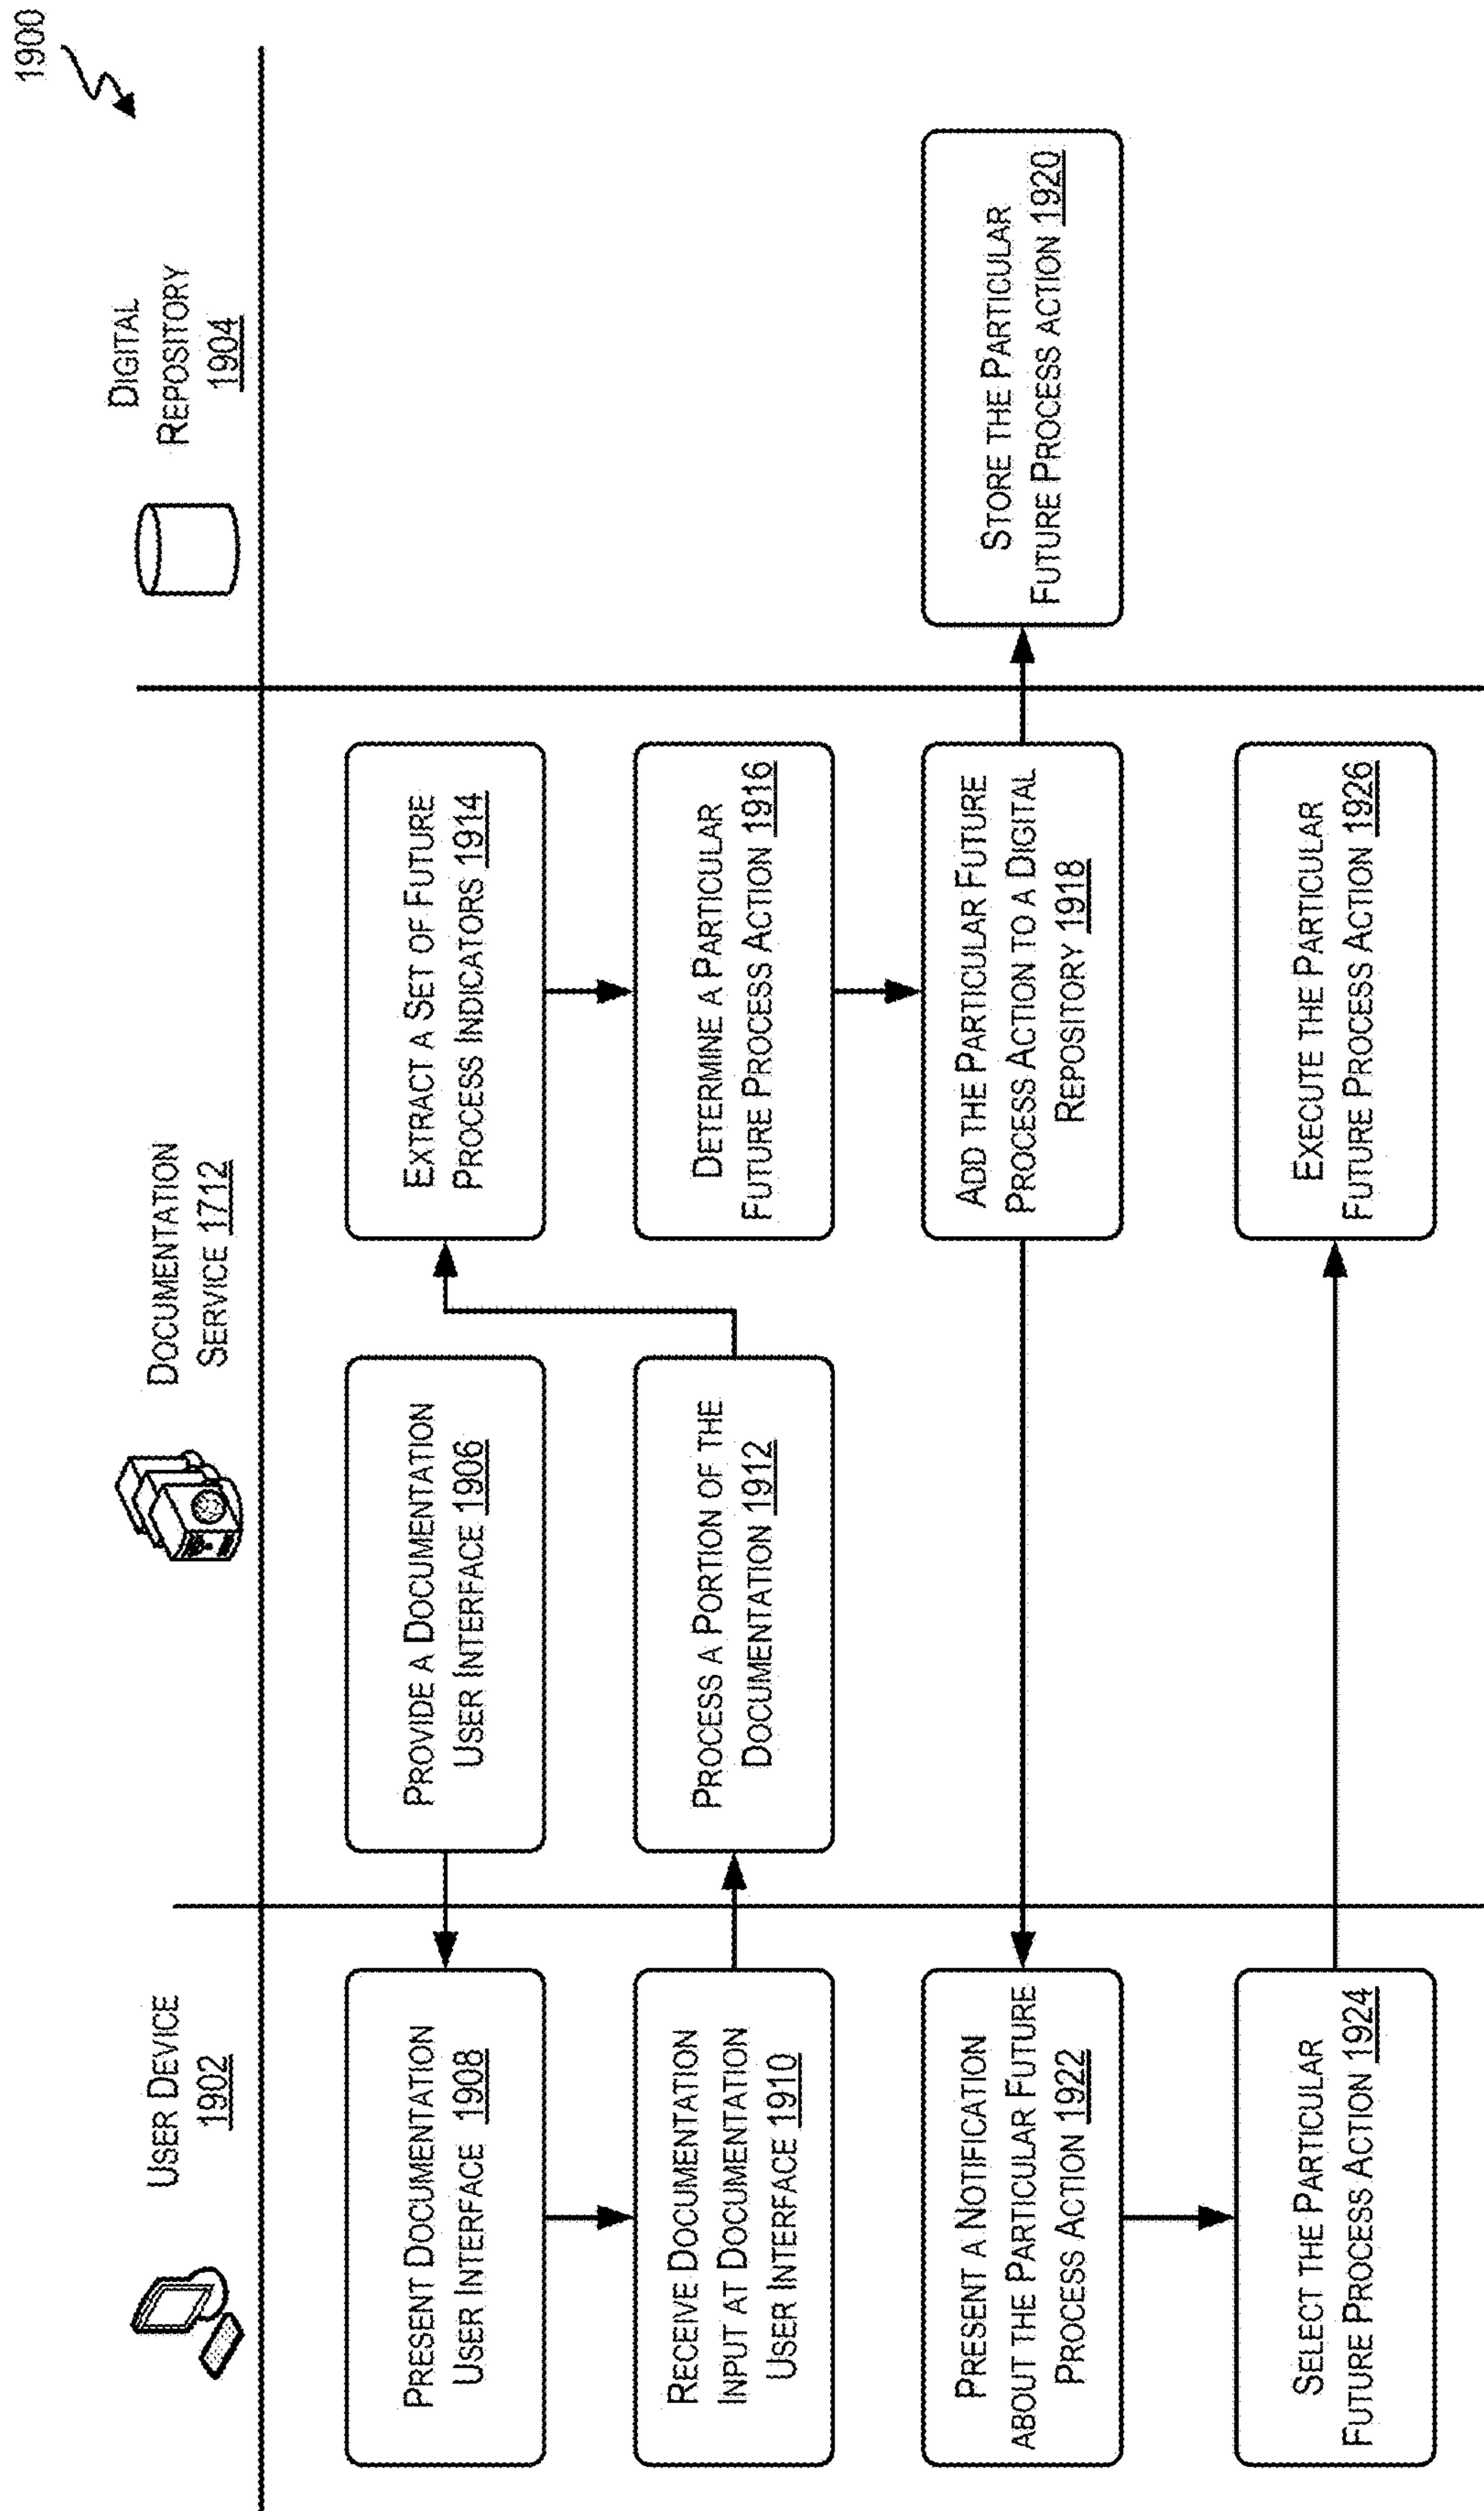 1900
USER DEVICE
1902
DOCUMENTATION
SERVICE 1712
DIGITAL
REPOSITORY
1904
PRESENT DOCUMENTATION
USER INTERFACE 1908
PROVIDE A DOCUMENTATION
USER INTERFACE 1906
EXTRACT A SET OF FUTURE
PROCESS INDICATORS 1914
RECEIVE DOCUMENTATION
INPUT AT DOCUMENTATION
USER INTERFACE 1910
PROCESS A PORTION OF THE
DOCUMENTATION 1912
DETERMINE A PARTICULAR
FUTURE PROCESS ACTION 1916
PRESENT A NOTIFICATION
ABOUT THE PARTICULAR FUTURE
PROCESS ACTION 1922
ADD THE PARTICULAR FUTURE
PROCESS ACTION TO A DIGITAL
REPOSITORY 1918
STORE THE PARTICULAR
FUTURE PROCESS ACTION 1920
SELECT THE PARTICULAR
FUTURE PROCESS ACTION 1924
EXECUTE THE PARTICULAR
FUTURE PROCESS ACTION 1926